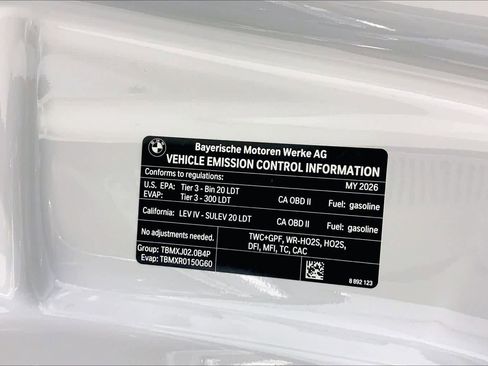 BMW
Bayerische Motoren Werke AG
VEHICLE EMISSION CONTROL INFORMATION
Conforms to regulations: MY 2026
U.S. EPA: Tier 3 - Bin 20 LDT CA OBD II Fuel: gasoline
EVAP: Tier 3 - 300 LDT
California: LEV IV - SULEV 20 LDT CA OBD II Fuel: gasoline
No adjustments needed. TWC+GPF, WR-HO2S, HO2S,
DFI, MFI, TC, CAC
Group: TBMXJ02.0B4P
Evap: TBMXR0150G60
8 892 123